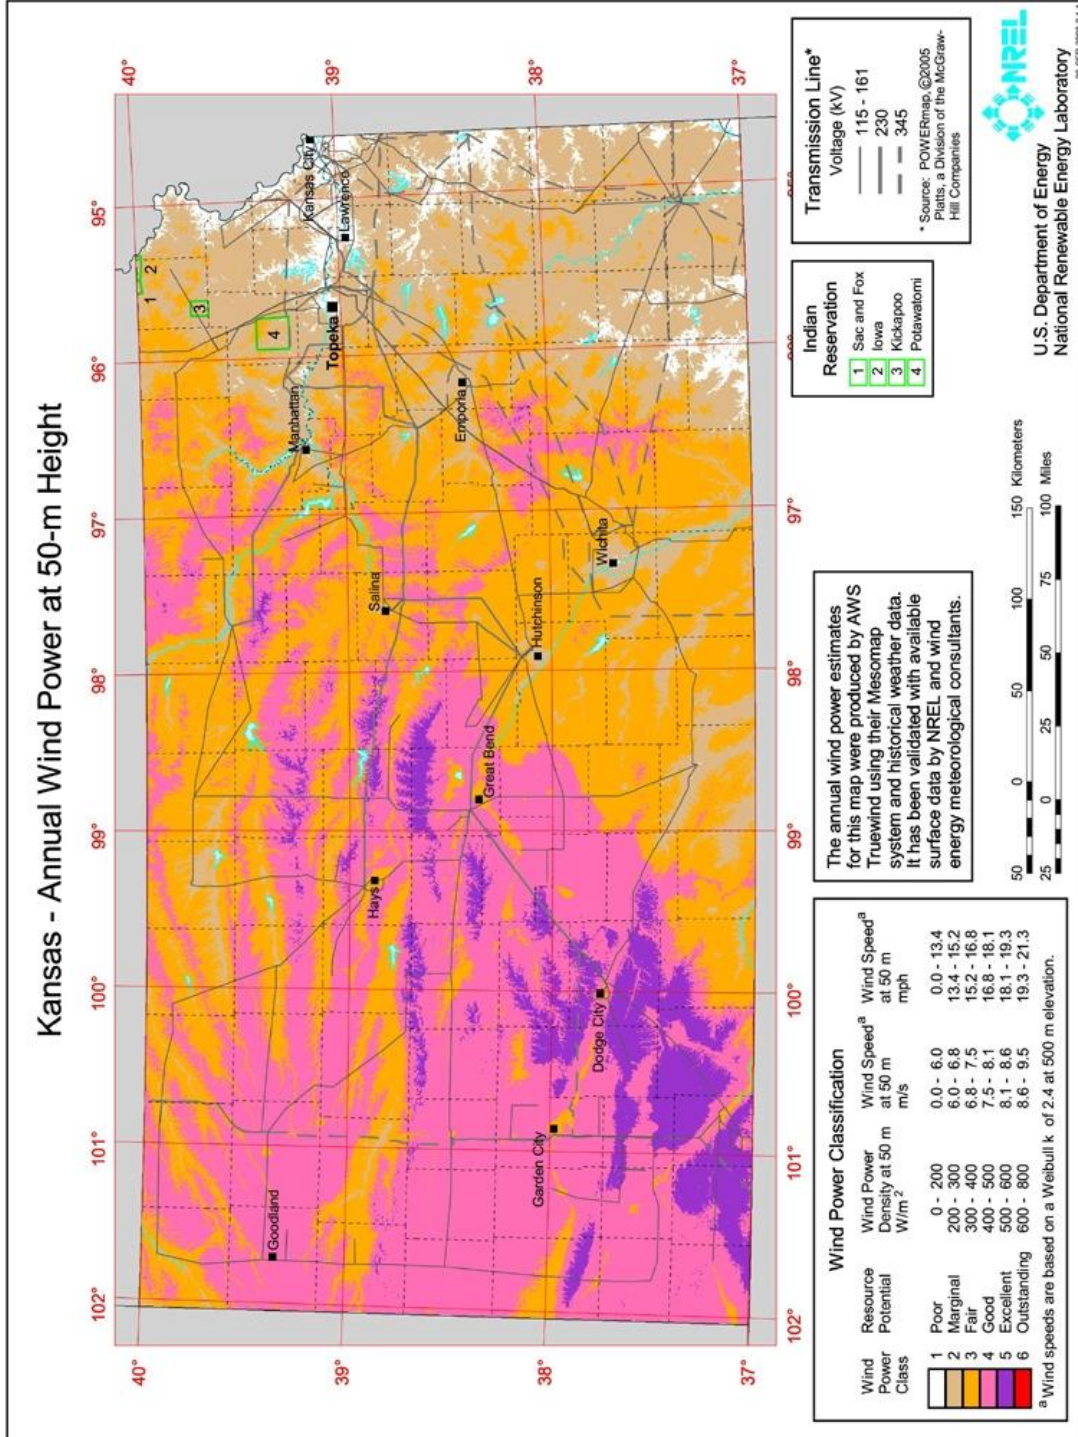 Kansas - Annual Wind Power at 50-m Height
102°
101°
100°
99°
98°
97°
96°
95°
40°
39°
38°
37°
40°
39°
38°
37°
102°
101°
100°
99°
98°
97°
Goodland
Hays
Salina
Manhattan
Topeka
Lawrence
Kansas City
Emporia
Great Bend
Hutchinson
Wichita
Garden City
Dodge City
1
2
3
4
Wind Power Classification
Wind Power Class
Resource Potential
Wind Power Density at 50 m W/m²
Wind Speedᵃ at 50 m m/s
Wind Speedᵃ at 50 m mph
1 Poor 0 - 200 0.0 - 6.0 0.0 - 13.4
2 Marginal 200 - 300 6.0 - 6.8 13.4 - 15.2
3 Fair 300 - 400 6.8 - 7.5 15.2 - 16.8
4 Good 400 - 500 7.5 - 8.1 16.8 - 18.1
5 Excellent 500 - 600 8.1 - 8.6 18.1 - 19.3
6 Outstanding 600 - 800 8.6 - 9.5 19.3 - 21.3
ᵃ Wind speeds are based on a Weibull k of 2.4 at 500 m elevation.
The annual wind power estimates
for this map were produced by AWS
Truewind using their Mesomap
system and historical weather data.
It has been validated with available
surface data by NREL and wind
energy meteorological consultants.
50 0 50 100 150 Kilometers
25 0 25 50 75 100 Miles
Indian
Reservation
1 Sac and Fox
2 Iowa
3 Kickapoo
4 Potawatomi
Transmission Line*
Voltage (kV)
115 - 161
230
345
* Source: POWERmap, ©2005
Platts, a Division of the McGraw-
Hill Companies
NREL
U.S. Department of Energy
National Renewable Energy Laboratory